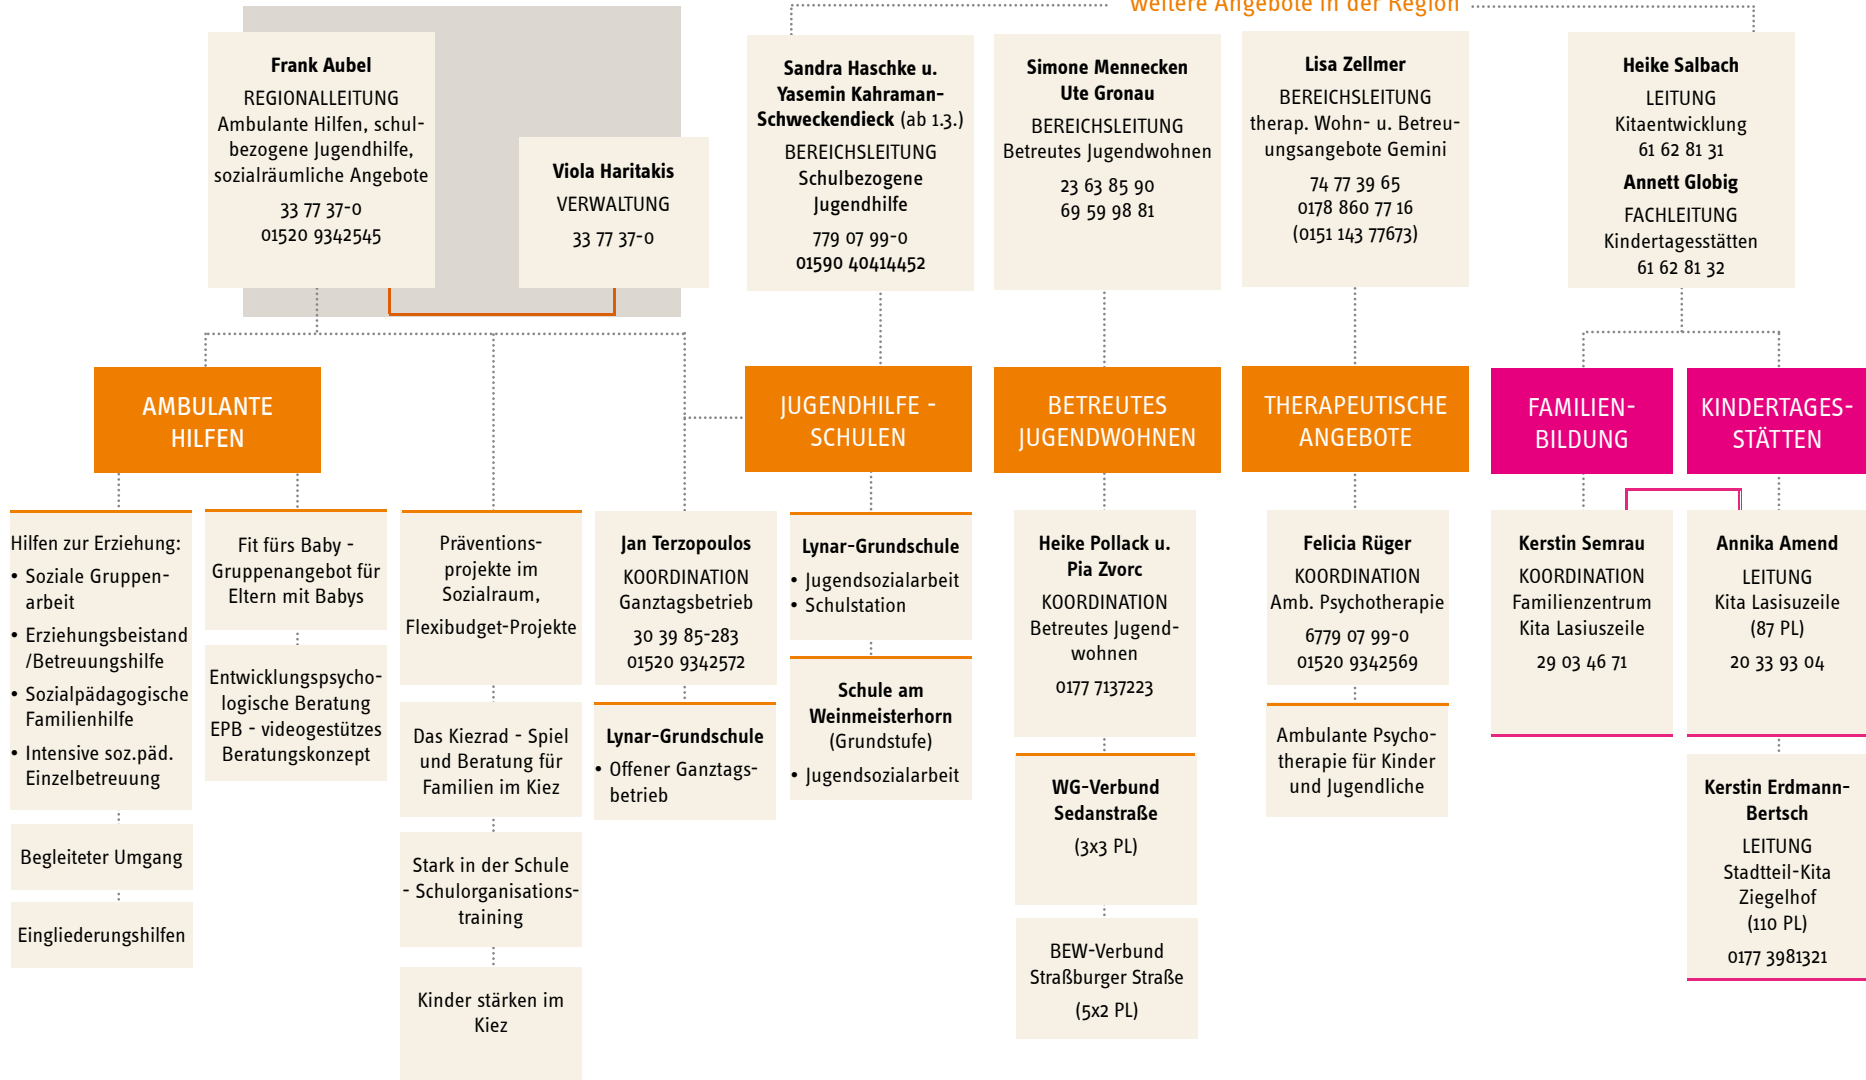 weitere Angebote in der Region
Frank Aubel
REGIONALLEITUNG
Ambulante Hilfen, schul-
bezogene Jugendhilfe,
sozialräumliche Angebote
33 77 37-0
01520 9342545
Viola Haritakis
VERWALTUNG
33 77 37-0
Sandra Haschke u.
Yasemin Kahraman-
Schweckendieck (ab 1.3.)
BEREICHSLEITUNG
Schulbezogene
Jugendhilfe
779 07 99-0
01590 40414452
Simone Mennecken
Ute Gronau
BEREICHSLEITUNG
Betreutes Jugendwohnen
23 63 85 90
69 59 98 81
Lisa Zellmer
BEREICHSLEITUNG
therap. Wohn- u. Betreu-
ungsangebote Gemini
74 77 39 65
0178 860 77 16
(0151 143 77673)
Heike Salbach
LEITUNG
Kitaentwicklung
61 62 81 31
Annett Globig
FACHLEITUNG
Kindertagesstätten
61 62 81 32
AMBULANTE
HILFEN
JUGENDHILFE -
SCHULEN
BETREUTES
JUGENDWOHNEN
THERAPEUTISCHE
ANGEBOTE
FAMILIEN-
BILDUNG
KINDERTAGES-
STÄTTEN
Hilfen zur Erziehung:
• Soziale Gruppen-
arbeit
• Erziehungsbeistand
/Betreuungshilfe
• Sozialpädagogische
Familienhilfe
• Intensive soz.päd.
Einzelbetreuung
Begleiteter Umgang
Eingliederungshilfen
Fit fürs Baby -
Gruppenangebot für
Eltern mit Babys
Entwicklungspsycho-
logische Beratung
EPB - videogestütztes
Beratungskonzept
Präventions-
projekte im
Sozialraum,
Flexibudget-Projekte
Das Kiezrad - Spiel
und Beratung für
Familien im Kiez
Stark in der Schule
- Schulorganisations-
training
Kinder stärken im
Kiez
Jan Terzopoulos
KOORDINATION
Ganztagsbetrieb
30 39 85-283
01520 9342572
Lynar-Grundschule
• Offener Ganztags-
betrieb
Lynar-Grundschule
• Jugendsozialarbeit
• Schulstation
Schule am
Weinmeisterhorn
(Grundstufe)
• Jugendsozialarbeit
Heike Pollack u.
Pia Zvorc
KOORDINATION
Betreutes Jugend-
wohnen
0177 7137223
WG-Verbund
Sedanstraße
(3x3 PL)
BEW-Verbund
Straßburger Straße
(5x2 PL)
Felicia Rüger
KOORDINATION
Amb. Psychotherapie
6779 07 99-0
01520 9342569
Ambulante Psycho-
therapie für Kinder
und Jugendliche
Kerstin Semrau
KOORDINATION
Familienzentrum
Kita Lasiuszeile
29 03 46 71
Annika Amend
LEITUNG
Kita Lasisuzeile
(87 PL)
20 33 93 04
Kerstin Erdmann-
Bertsch
LEITUNG
Stadtteil-Kita
Ziegelhof
(110 PL)
0177 3981321